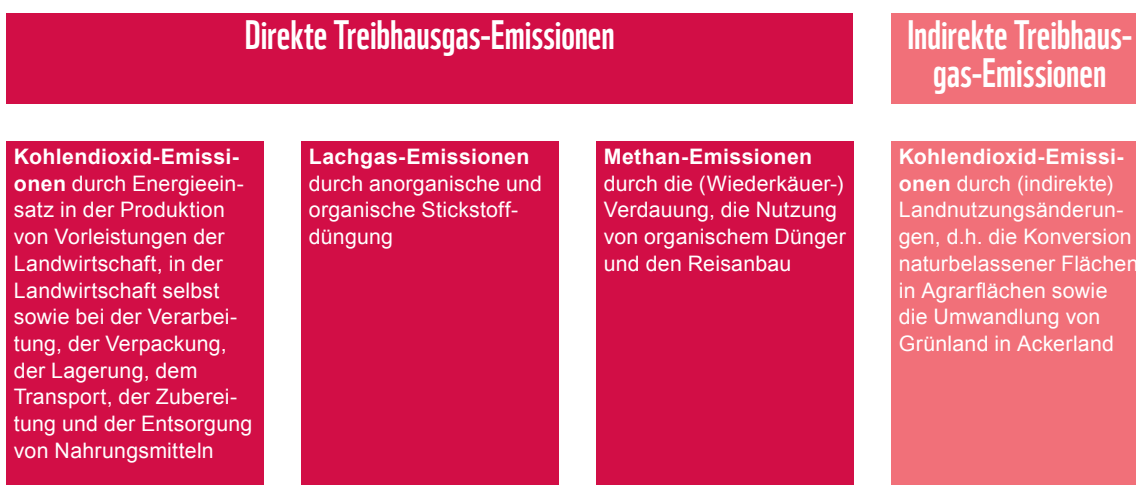 Direkte Treibhausgas-Emissionen
Indirekte Treibhaus-
gas-Emissionen
Kohlendioxid-Emissi-
onen durch Energieein-
satz in der Produktion
von Vorleistungen der
Landwirtschaft, in der
Landwirtschaft selbst
sowie bei der Verarbei-
tung, der Verpackung,
der Lagerung, dem
Transport, der Zuberei-
tung und der Entsorgung
von Nahrungsmitteln
Lachgas-Emissionen
durch anorganische und
organische Stickstoff-
düngung
Methan-Emissionen
durch die (Wiederkäuer-)
Verdauung, die Nutzung
von organischem Dünger
und den Reisanbau
Kohlendioxid-Emissi-
onen durch (indirekte)
Landnutzungsänderun-
gen, d.h. die Konversion
naturbelassener Flächen
in Agrarflächen sowie
die Umwandlung von
Grünland in Ackerland